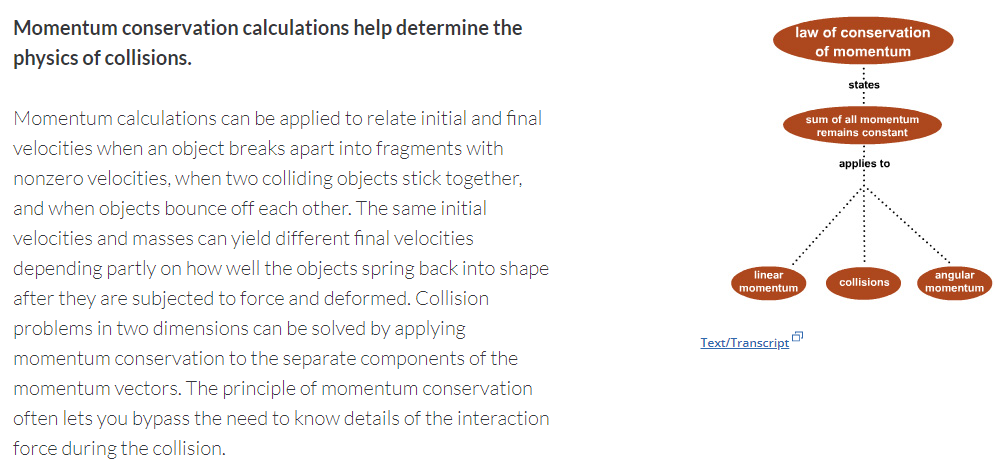 Momentum conservation calculations help determine the
physics of collisions.
Momentum calculations can be applied to relate initial and final
velocities when an object breaks apart into fragments with
nonzero velocities, when two colliding objects stick together,
and when objects bounce off each other. The same initial
velocities and masses can yield different final velocities
depending partly on how well the objects spring back into shape
after they are subjected to force and deformed. Collision
problems in two dimensions can be solved by applying
momentum conservation to the separate components of the
momentum vectors. The principle of momentum conservation
often lets you bypass the need to know details of the interaction
force during the collision.
law of conservation
of momentum
states
sum of all momentum
remains constant
applies to
linear
momentum
collisions
angular
momentum
Text/Transcript